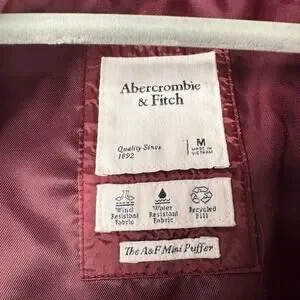 Abercrombie
& Fitch
Quality Since
1892
M
MADE IN
VIETNAM
Wind
Resistant
Fabric
Water
Resistant
Fabric
Recycled
Fill
The A&F Mini Puffer